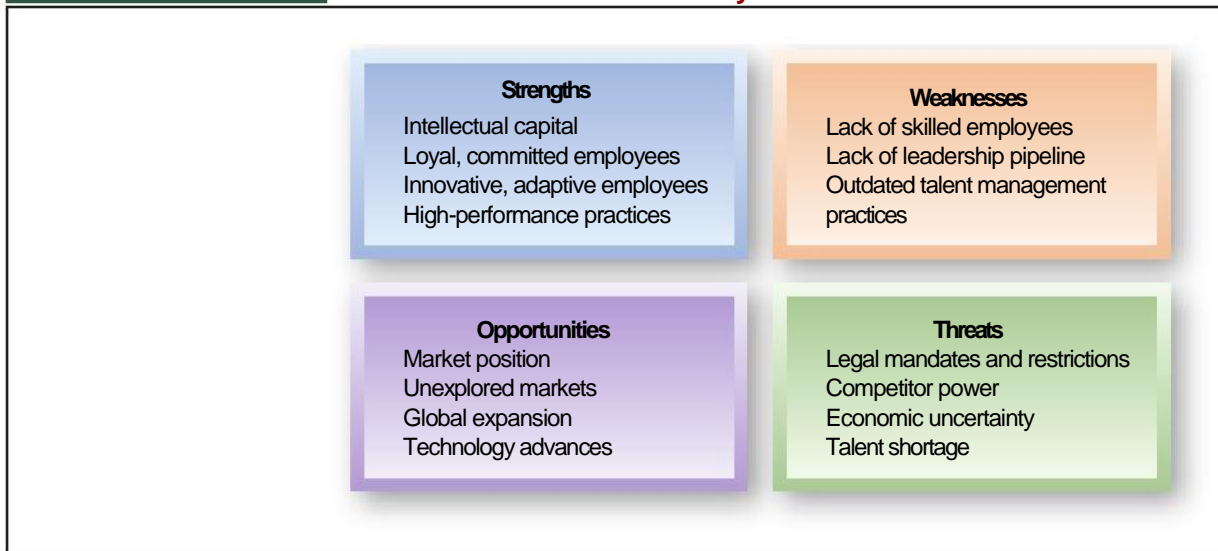 Strengths
Intellectual capital
Loyal, committed employees
Innovative, adaptive employees
High-performance practices
Weaknesses
Lack of skilled employees
Lack of leadership pipeline
Outdated talent management
practices
Opportunities
Market position
Unexplored markets
Global expansion
Technology advances
Threats
Legal mandates and restrictions
Competitor power
Economic uncertainty
Talent shortage